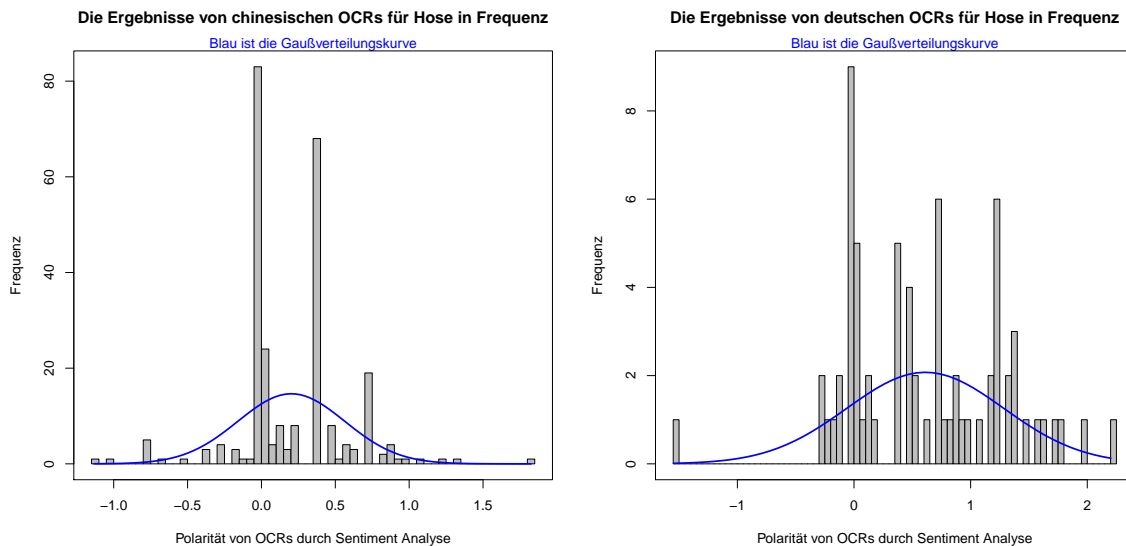 Die Ergebnisse von chinesischen OCRs für Hose in Frequenz
Blau ist die Gaußverteilungskurve
Frequenz
80
60
40
20
0
−1.0 −0.5 0.0 0.5 1.0 1.5
Polarität von OCRs durch Sentiment Analyse
Die Ergebnisse von deutschen OCRs für Hose in Frequenz
Blau ist die Gaußverteilungskurve
Frequenz
8
6
4
2
0
−1 0 1 2
Polarität von OCRs durch Sentiment Analyse